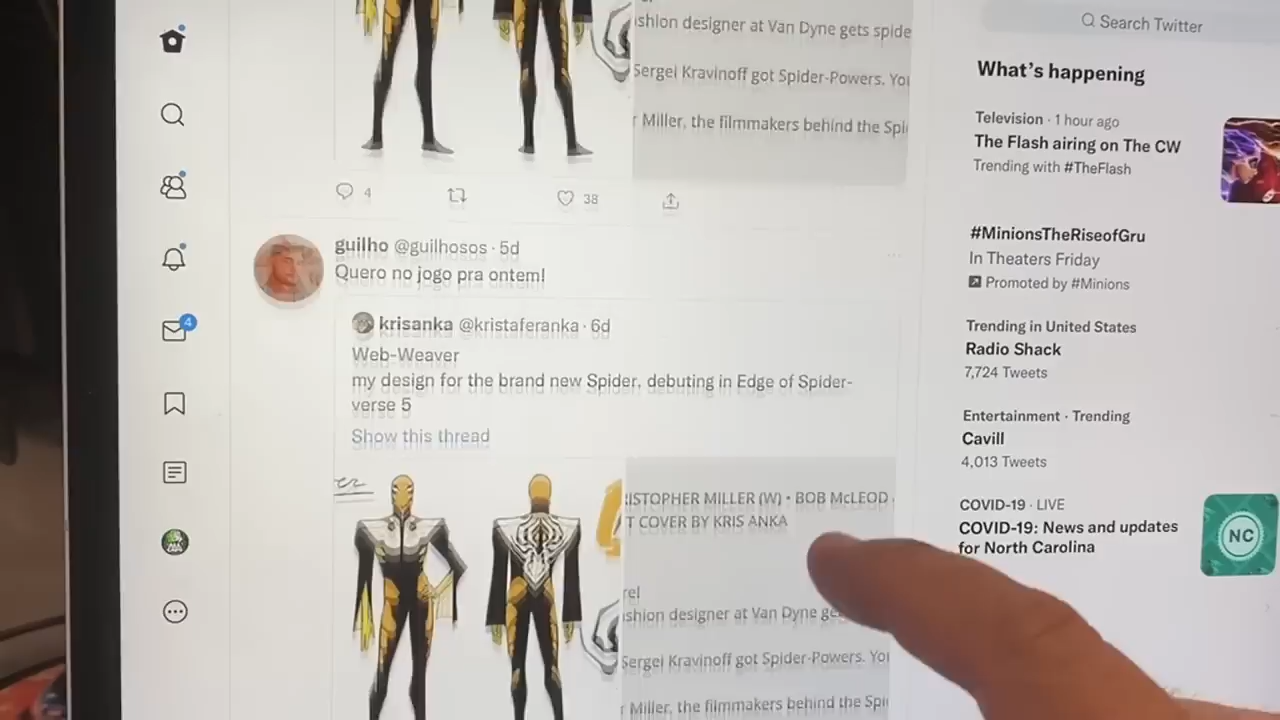 shion designer at Van Dyne gets spide
Sergei Kravinoff got Spider-Powers. You
r Miller, the filmmakers behind the Spi
4
38
guilho @guilhosos · 5d
Quero no jogo pra ontem!
krisanka @kristaferanka · 6d
Web-Weaver
my design for the brand new Spider, debuting in Edge of Spider-
verse 5
Show this thread
er
RISTOPHER MILLER (W) • BOB McLEOD
T COVER BY KRIS ANKA
rel
shion designer at Van Dyne ge
Sergei Kravinoff got Spider-Powers. You
r Miller, the filmmakers behind the Spi
4
Search Twitter
What's happening
Television · 1 hour ago
The Flash airing on The CW
Trending with #TheFlash
#MinionsTheRiseofGru
In Theaters Friday
Promoted by #Minions
Trending in United States
Radio Shack
7,724 Tweets
Entertainment · Trending
Cavill
4,013 Tweets
COVID-19 · LIVE
COVID-19: News and updates
for North Carolina
NC